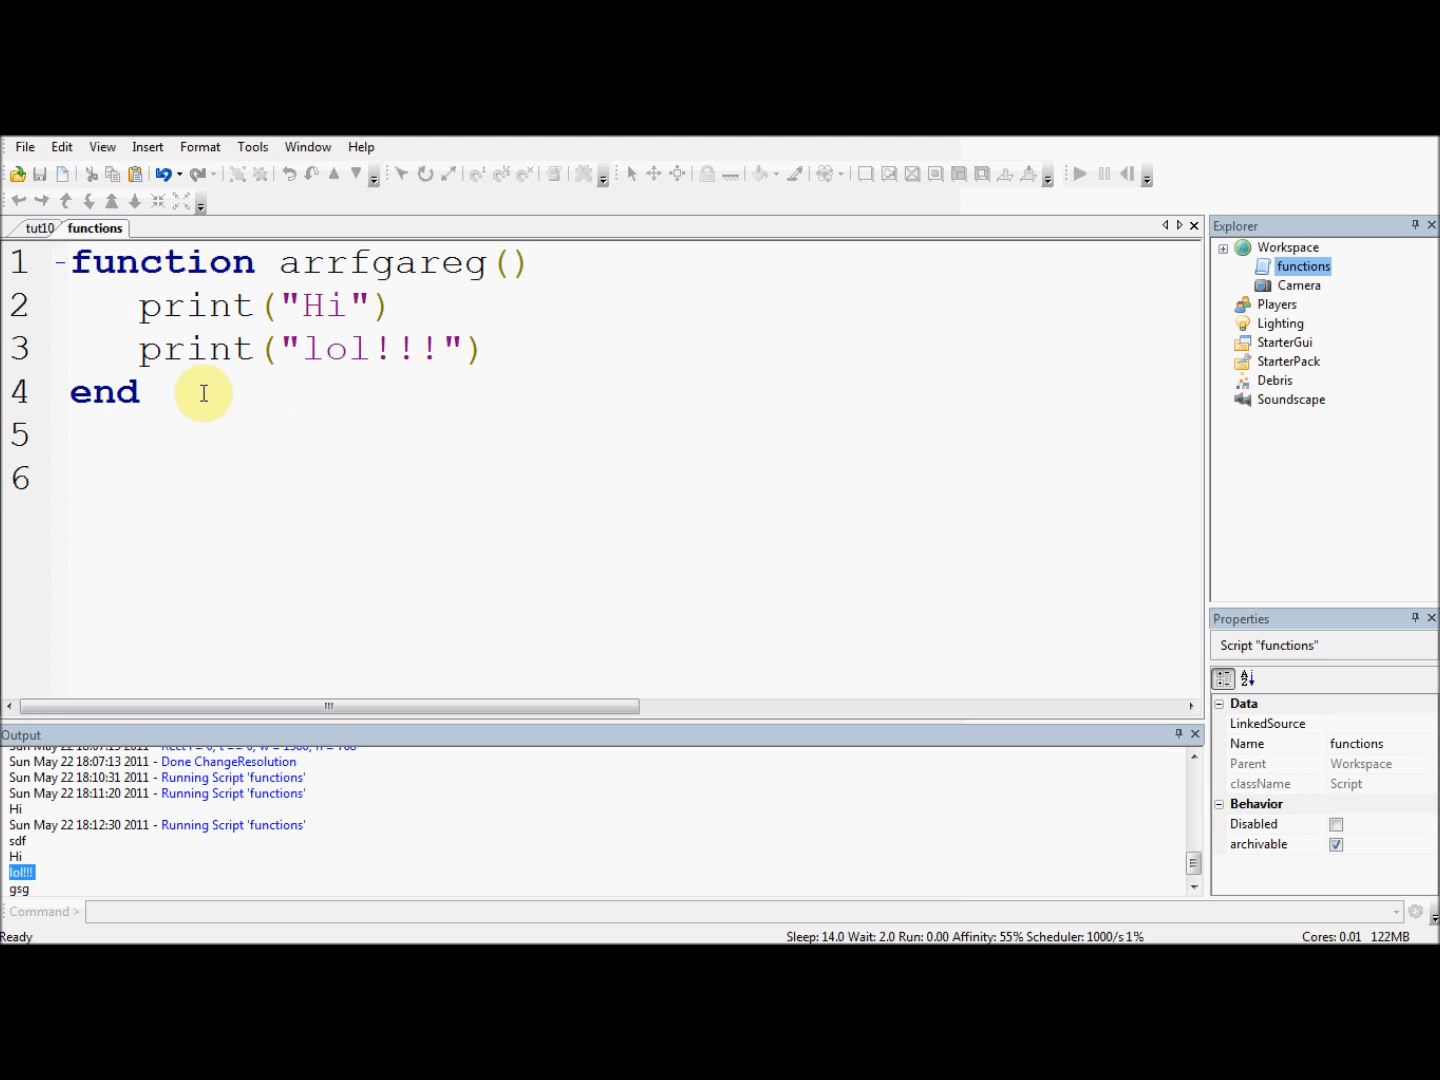 File Edit View Insert Format Tools Window Help
tut10 functions
1 function arrfgareg()
2 print("Hi")
3 print("lol!!!")
4 end
5
6
Explorer
Workspace
functions
Camera
Players
Lighting
StarterGui
StarterPack
Debris
Soundscape
Properties
Script "functions"
Data
LinkedSource
Name functions
Parent Workspace
className Script
Behavior
Disabled
archivable
Output
Sun May 22 18:07:13 2011 - Done ChangeResolution
Sun May 22 18:10:31 2011 - Running Script 'functions'
Sun May 22 18:11:20 2011 - Running Script 'functions'
Hi
Sun May 22 18:12:30 2011 - Running Script 'functions'
sdf
Hi
lol!!!
gsg
Command >
Ready
Sleep: 14.0 Wait: 2.0 Run: 0.00 Affinity: 55% Scheduler: 1000/s 1%
Cores: 0.01 122MB